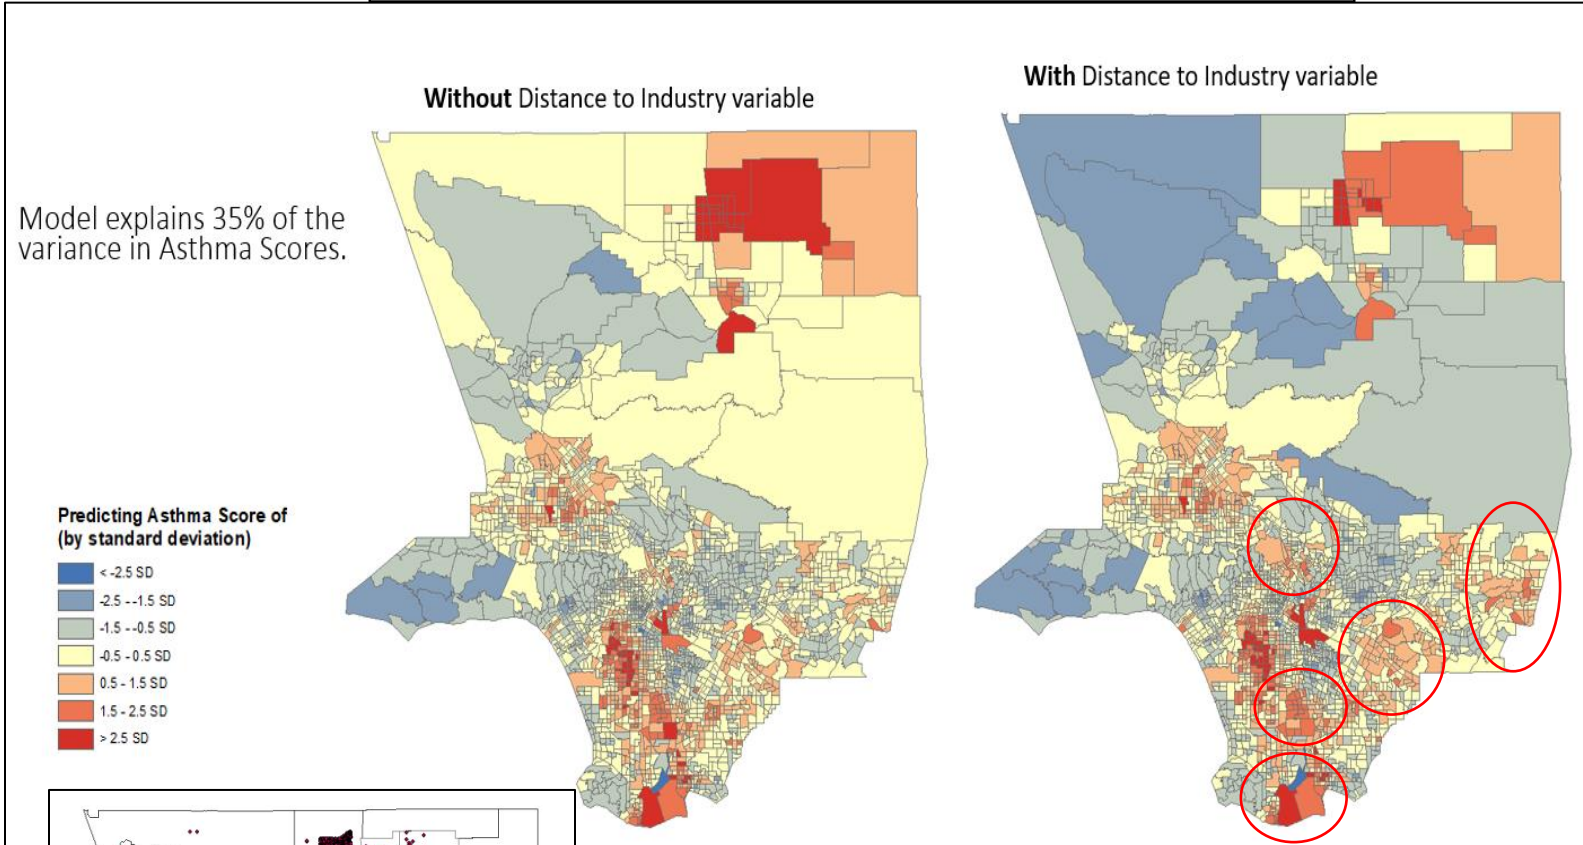 Without Distance to Industry variable
With Distance to Industry variable
Model explains 35% of the
variance in Asthma Scores.
Predicting Asthma Score of
(by standard deviation)
< -2.5 SD
-2.5 - -1.5 SD
-1.5 - -0.5 SD
-0.5 - 0.5 SD
0.5 - 1.5 SD
1.5 - 2.5 SD
> 2.5 SD